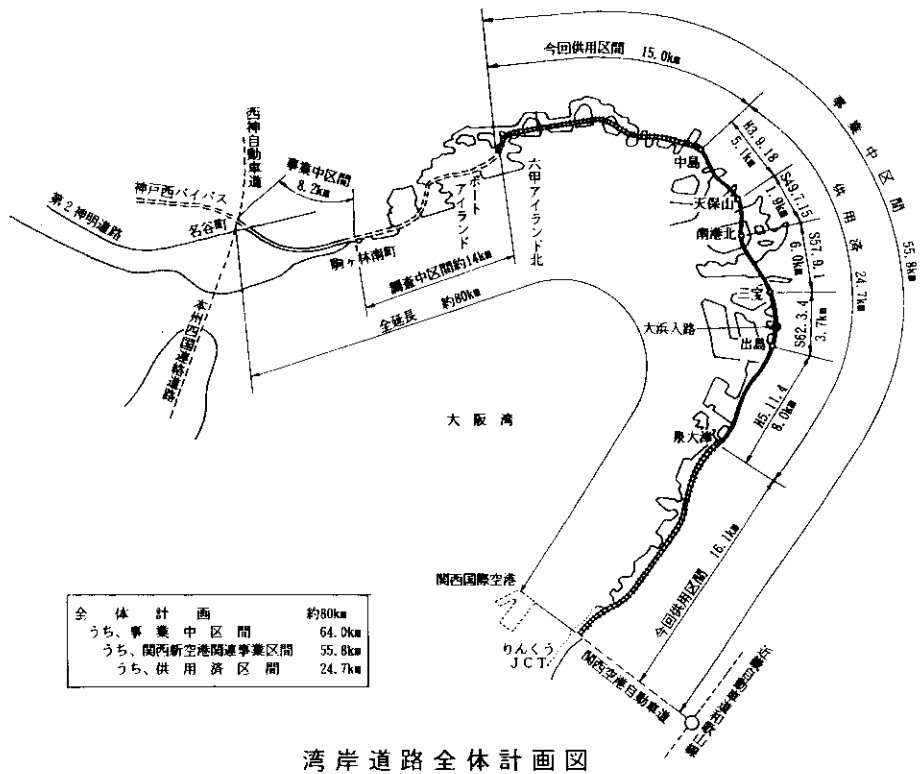 今回供用区間 15.0km
事業中区間 55.8km
西神自動車道
事業中区間
8.2km
神戸西バイパス
第2神明道路
名谷町
駒ヶ林南町
ポートアイランド
六甲アイランド北
調査中区間約14km
全延長 約80km
本州四国連絡道路
中島
天保山
南港北
三宝
大浜入路
出島
泉大津
H3.9.18
5.1km
S49.7.15
1.9km
S57.9.1
6.0km
S62.3.4
3.7km
H5.11.4
8.0km
供用済 24.7km
今回供用区間 16.1km
大阪湾
関西国際空港
りんくう
JCT
関西空港自動車道
全体計画 約80km
うち、事業中区間 64.0km
うち、関西新空港関連事業区間 55.8km
うち、供用済区間 24.7km
湾岸道路全体計画図